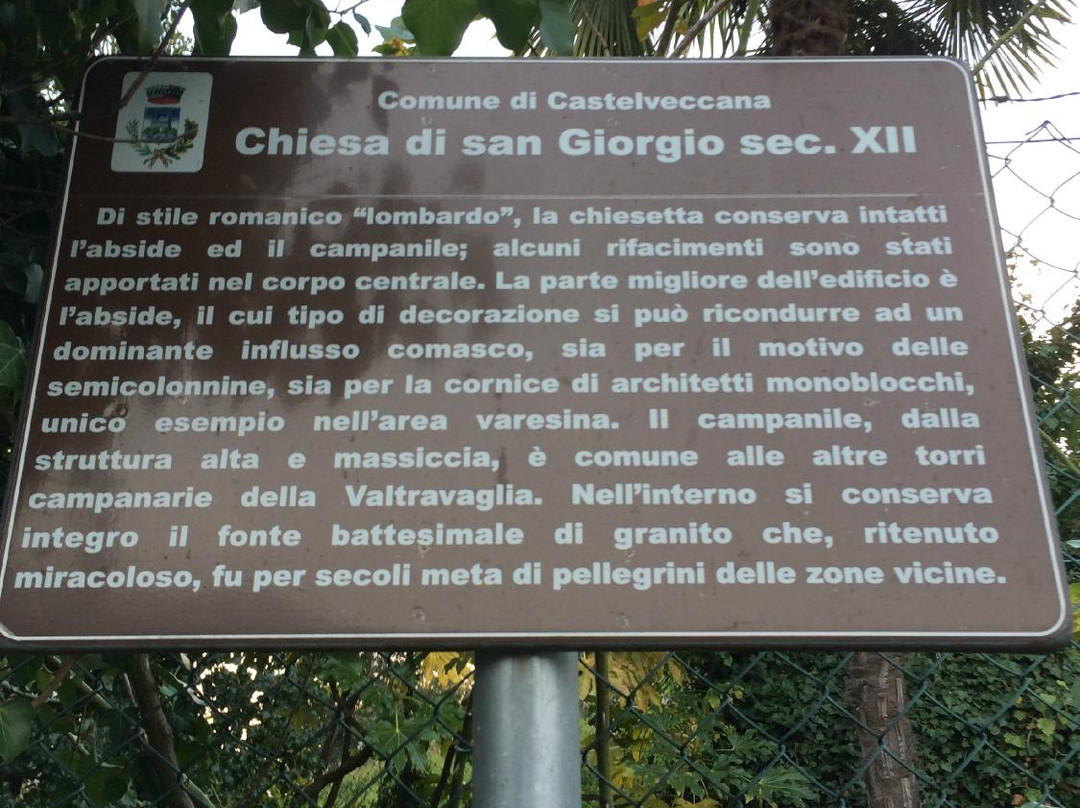 Comune di Castelveccana
Chiesa di san Giorgio sec. XII
Di stile romanico “lombardo”, la chiesetta conserva intatti
l’abside ed il campanile; alcuni rifacimenti sono stati
apportati nel corpo centrale. La parte migliore dell’edificio è
l’abside, il cui tipo di decorazione si può ricondurre ad un
dominante influsso comasco, sia per il motivo delle
semicolonnine, sia per la cornice di architetti monoblocchi,
unico esempio nell’area varesina. Il campanile, dalla
struttura alta e massiccia, è comune alle altre torri
campanarie della Valtravaglia. Nell’interno si conserva
integro il fonte battesimale di granito che, ritenuto
miracoloso, fu per secoli meta di pellegrini delle zone vicine.